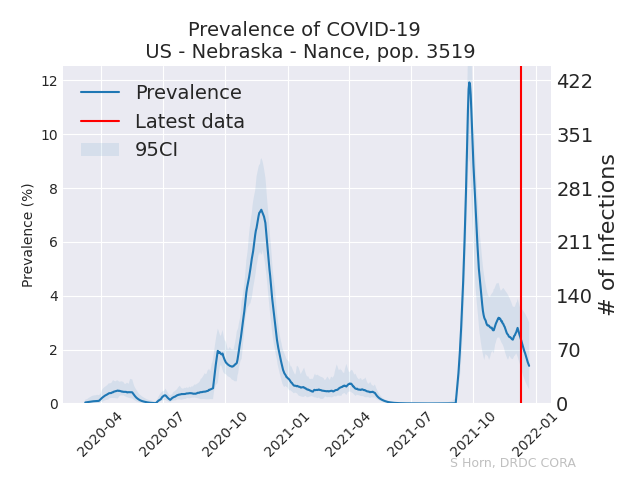 Prevalence of COVID-19
US - Nebraska - Nance, pop. 3519
Prevalence
Latest data
95CI
Prevalence (%)
12
10
8
6
4
2
0
# of infections
422
351
281
211
140
70
0
2020-04
2020-07
2020-10
2021-01
2021-04
2021-07
2021-10
2022-01
S Horn, DRDC CORA